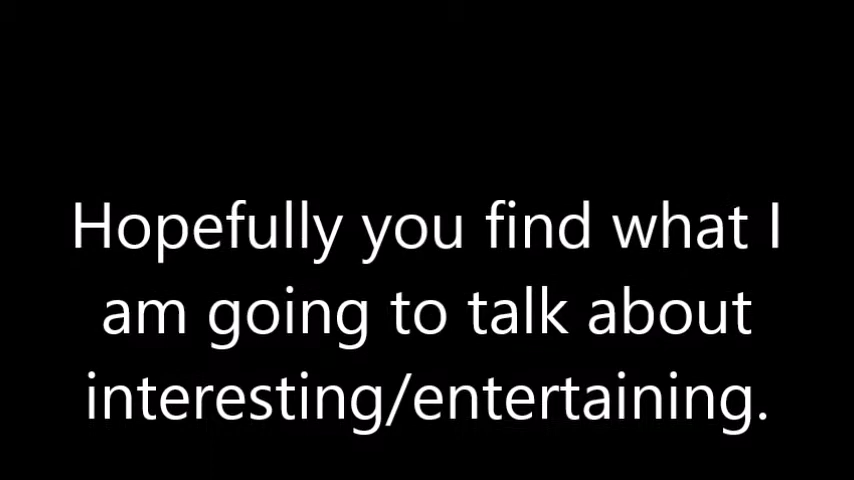 Hopefully you find what I
am going to talk about
interesting/entertaining.